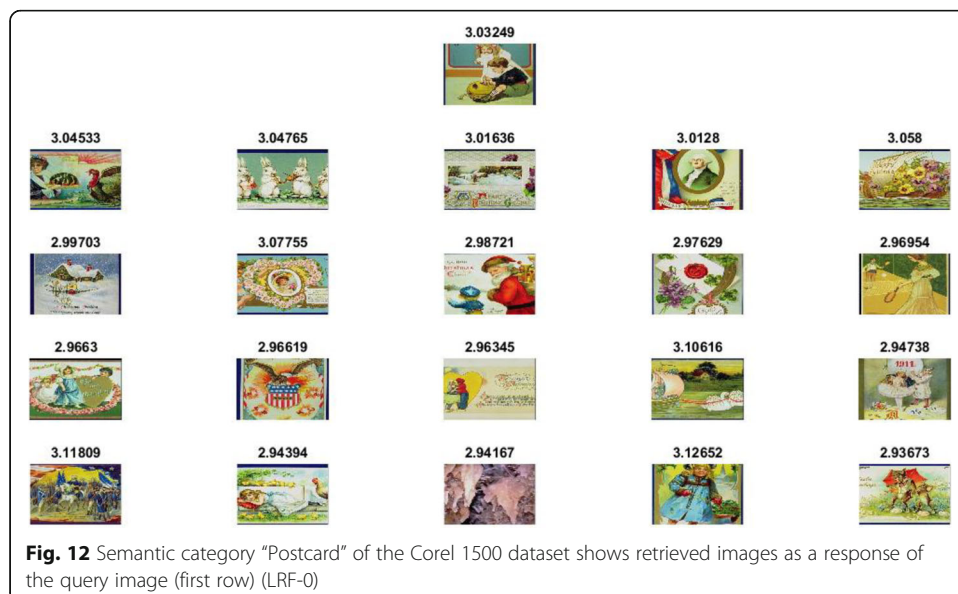 3.03249
3.04533 3.04765 3.01636 3.0128 3.058
2.99703 3.07755 2.98721 2.97629 2.96954
2.9663 2.96619 2.96345 3.10616 2.94738
1911
3.11809 2.94394 2.94167 3.12652 2.93673
Fig. 12 Semantic category “Postcard” of the Corel 1500 dataset shows retrieved images as a response of
the query image (first row) (LRF-0)